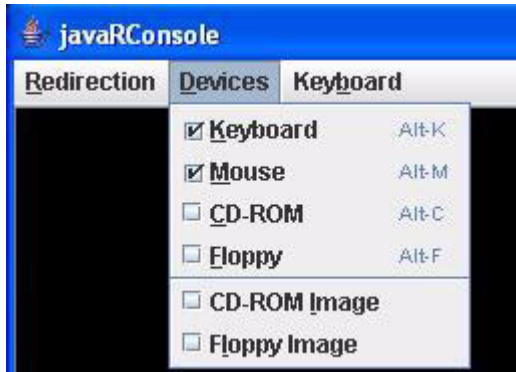 javaRConsole
Redirection Devices Keyboard
Keyboard Alt-K
Mouse Alt-M
CD-ROM Alt-C
Floppy Alt-F
CD-ROM Image
Floppy Image